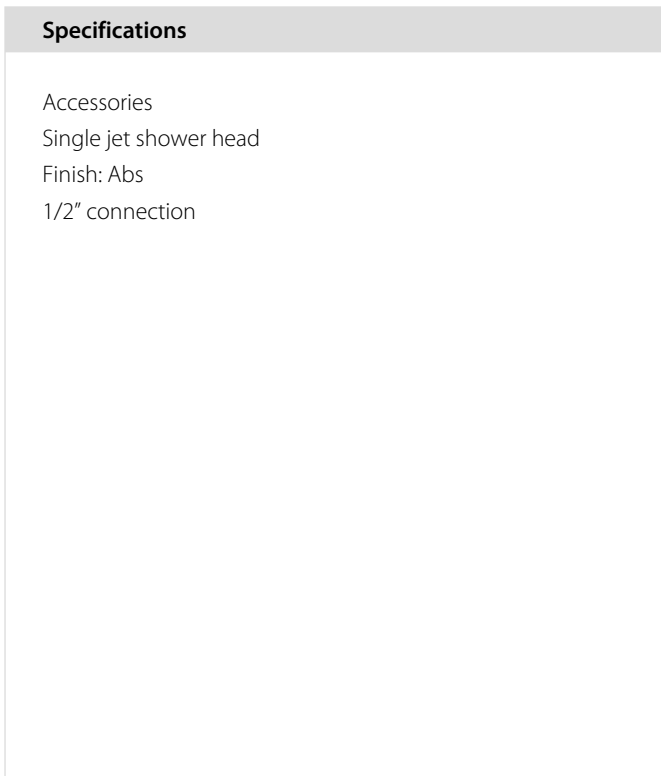 Specifications
Accessories
Single jet shower head
Finish: Abs
1/2” connection